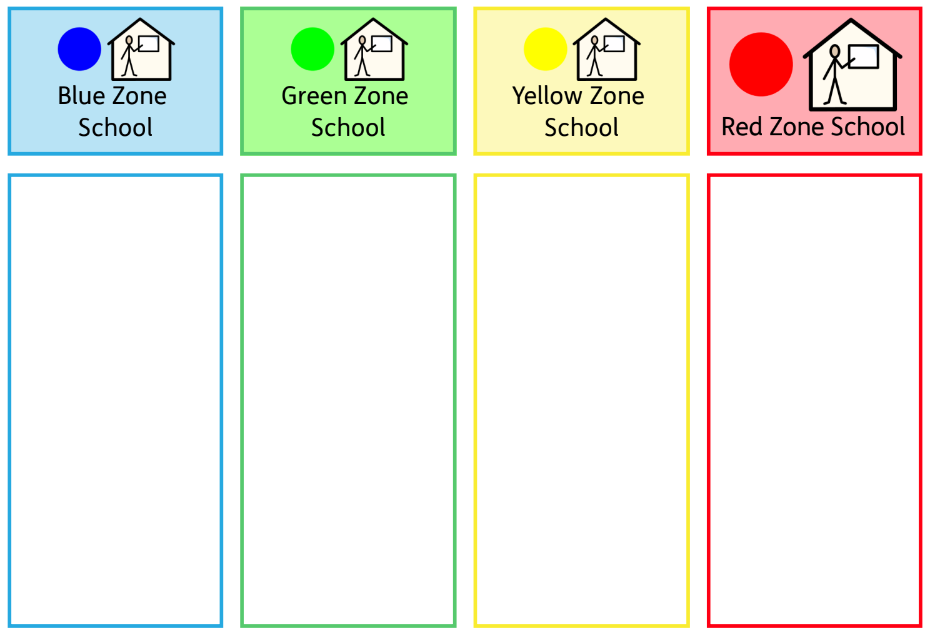 Blue Zone
School
Green Zone
School
Yellow Zone
School
Red Zone School